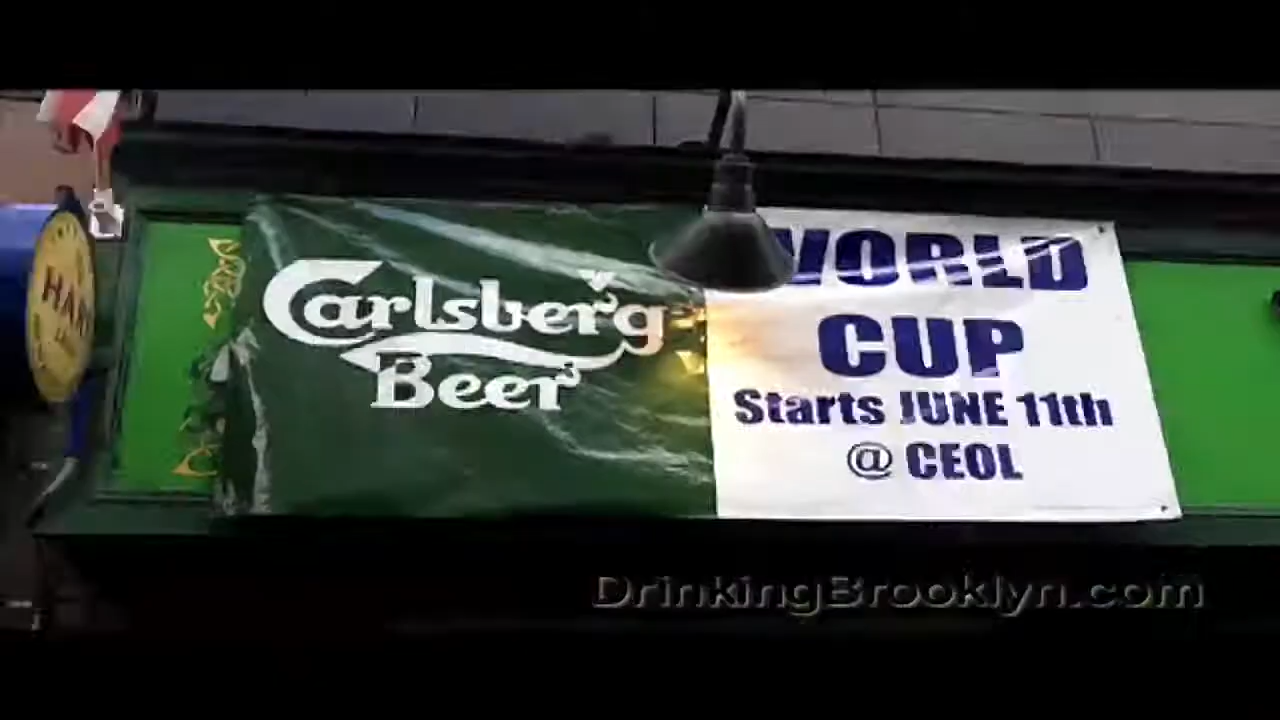 Carlsberg
Beer
WORLD
CUP
Starts JUNE 11th
@ CEOL
DrinkingBrooklyn.com